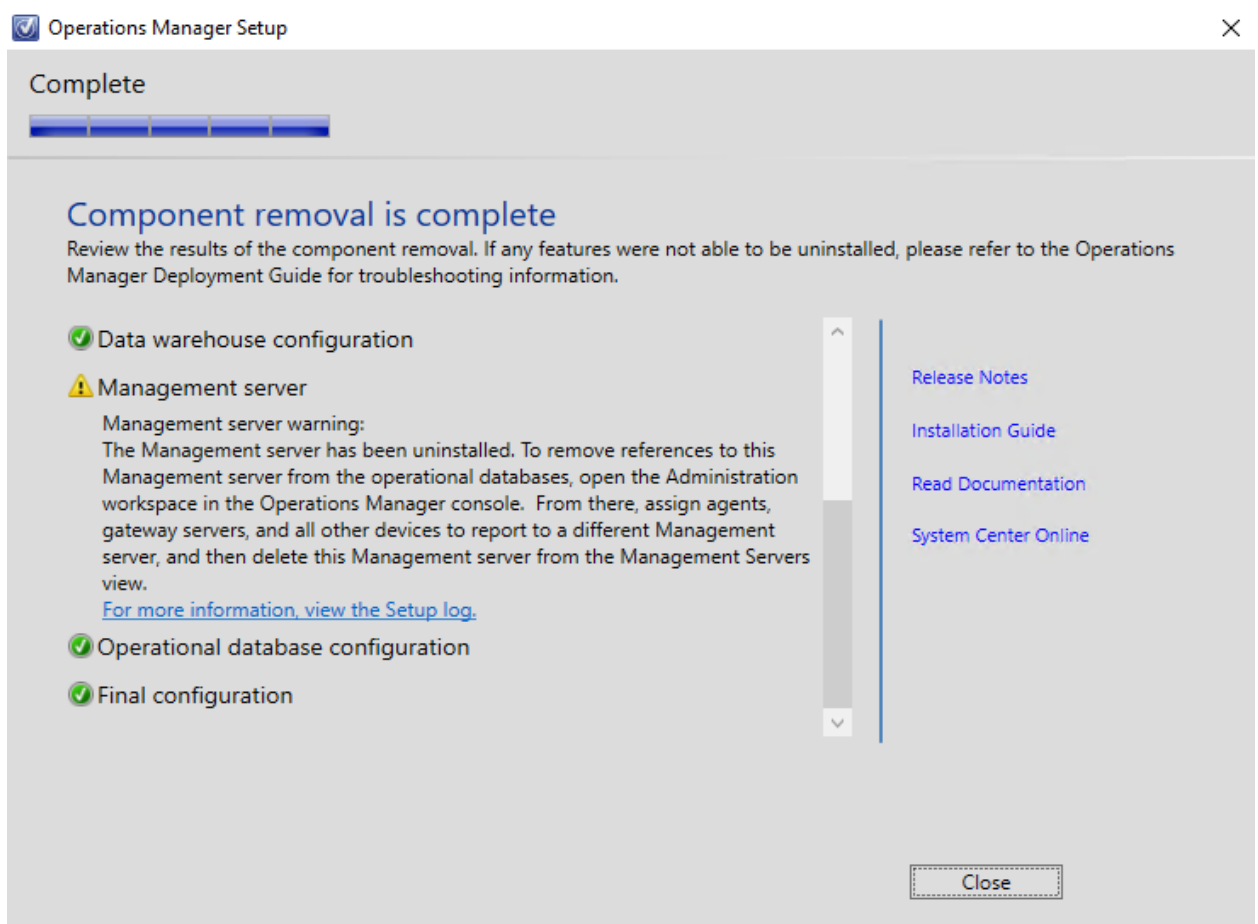 Operations Manager Setup
Complete
Component removal is complete
Review the results of the component removal. If any features were not able to be uninstalled, please refer to the Operations
Manager Deployment Guide for troubleshooting information.
Data warehouse configuration
Management server
Management server warning:
The Management server has been uninstalled. To remove references to this
Management server from the operational databases, open the Administration
workspace in the Operations Manager console.  From there, assign agents,
gateway servers, and all other devices to report to a different Management
server, and then delete this Management server from the Management Servers
view.
For more information, view the Setup log.
Operational database configuration
Final configuration
Release Notes
Installation Guide
Read Documentation
System Center Online
Close